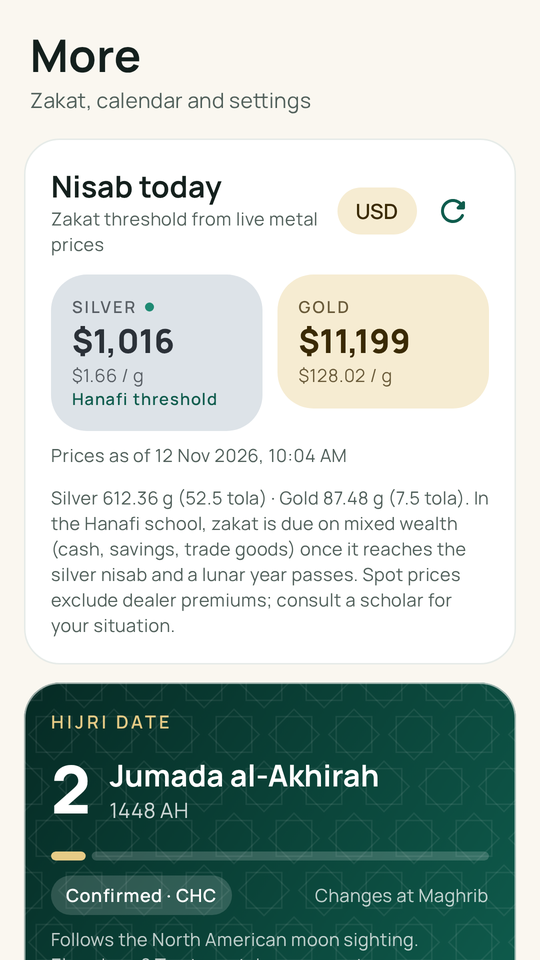 More
Zakat, calendar and settings
Nisab today
Zakat threshold from live metal
prices
USD
SILVER
$1,016
$1.66 / g
Hanafi threshold
GOLD
$11,199
$128.02 / g
Prices as of 12 Nov 2026, 10:04 AM
Silver 612.36 g (52.5 tola) · Gold 87.48 g (7.5 tola). In
the Hanafi school, zakat is due on mixed wealth
(cash, savings, trade goods) once it reaches the
silver nisab and a lunar year passes. Spot prices
exclude dealer premiums; consult a scholar for
your situation.
HIJRI DATE
2
Jumada al-Akhirah
1448 AH
Confirmed · CHC
Changes at Maghrib
Follows the North American moon sighting.